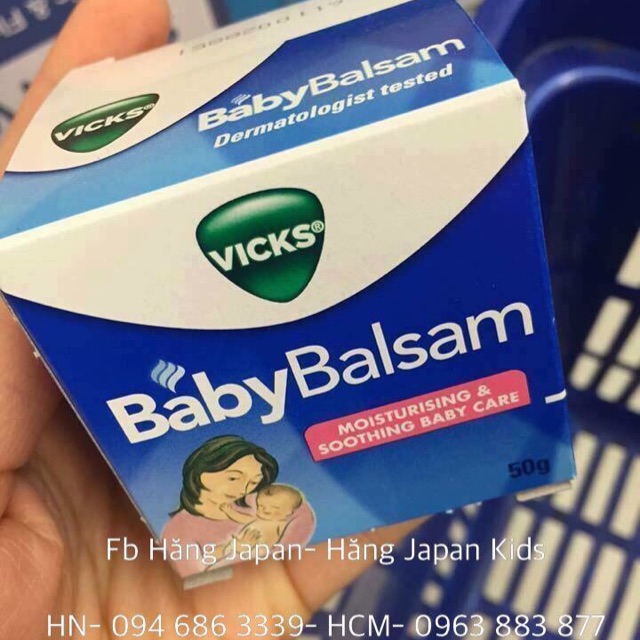 VICKS®
BabyBalsam
Dermatologist tested
VICKS®
BabyBalsam
MOISTURISING &
SOOTHING BABY CARE
50g
Fb Hằng Japan- Hằng Japan Kids
HN- 094 686 3339- HCM- 0963 883 877